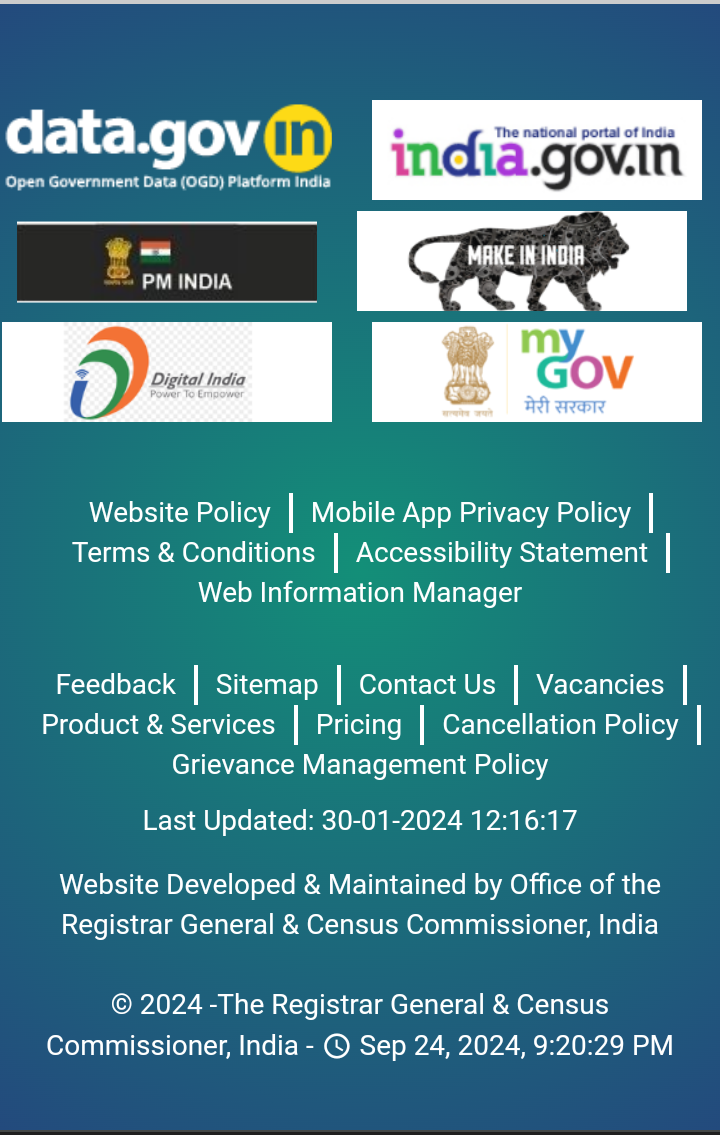 data.gov in
Open Government Data (OGD) Platform India
The national portal of India
india.gov.in
PM INDIA
MAKE IN INDIA
Digital India
Power To Empower
my
GOV
सत्यमेव जयते
मेरी सरकार
Website Policy | Mobile App Privacy Policy |
Terms & Conditions | Accessibility Statement |
Web Information Manager
Feedback | Sitemap | Contact Us | Vacancies |
Product & Services | Pricing | Cancellation Policy |
Grievance Management Policy
Last Updated: 30-01-2024 12:16:17
Website Developed & Maintained by Office of the
Registrar General & Census Commissioner, India
© 2024 -The Registrar General & Census
Commissioner, India - Sep 24, 2024, 9:20:29 PM